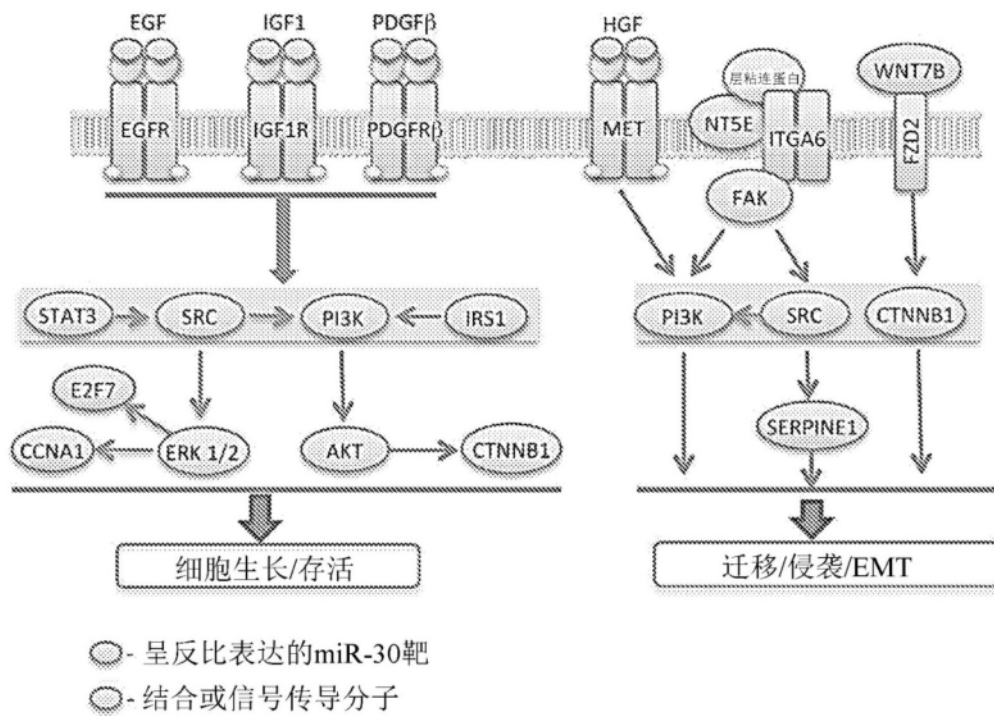 EGF IGF1 PDGFβ HGF
层粘连蛋白 WNT7B
EGFR IGF1R PDGFRβ MET NT5E ITGA6 FZD2
FAK
STAT3 SRC PI3K IRS1 PI3K SRC CTNNB1
E2F7
SERPINE1
CCNA1 ERK 1/2 AKT CTNNB1
细胞生长/存活 迁移/侵袭/EMT
- 呈反比表达的miR-30靶
- 结合或信号传导分子